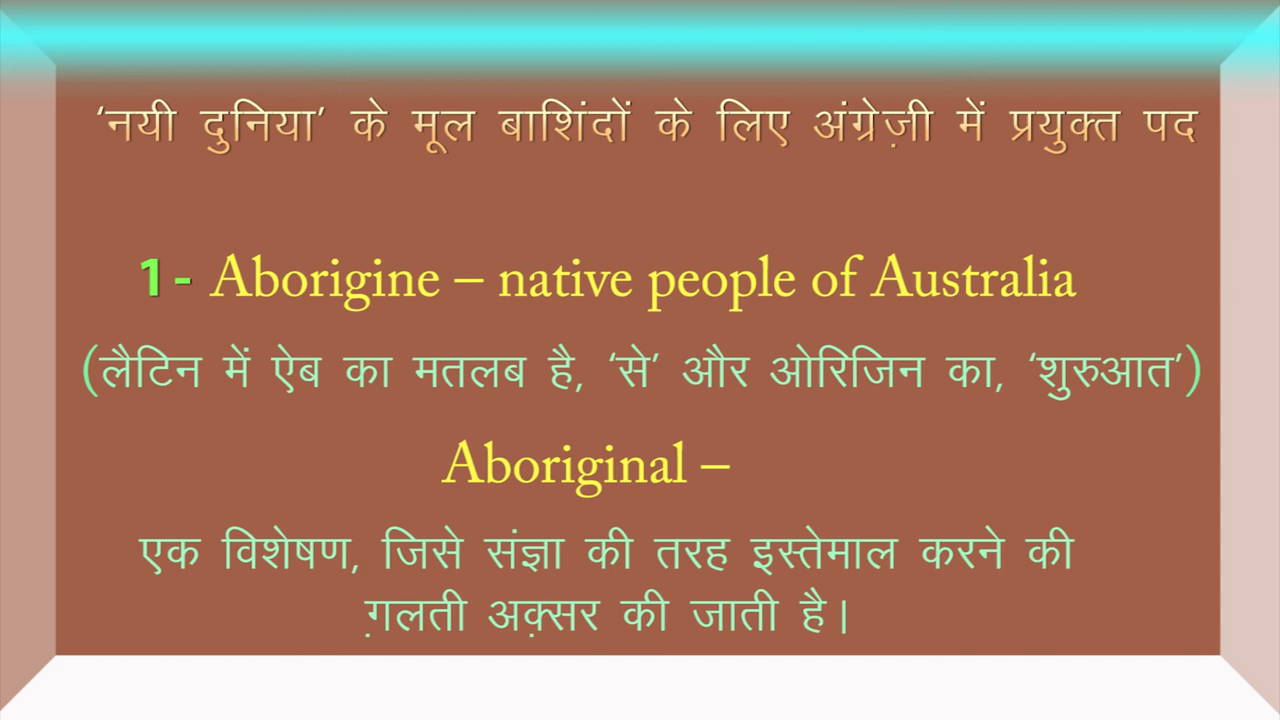 ‘नयी दुनिया’ के मूल बाशिंदों के लिए अंग्रेज़ी में प्रयुक्त पद
1- Aborigine – native people of Australia
(लैटिन में ऐब का मतलब है, ‘से’ और ओरिजिन का, ‘शुरुआत’)
Aboriginal –
एक विशेषण, जिसे संज्ञा की तरह इस्तेमाल करने की
ग़लती अक़्सर की जाती है।